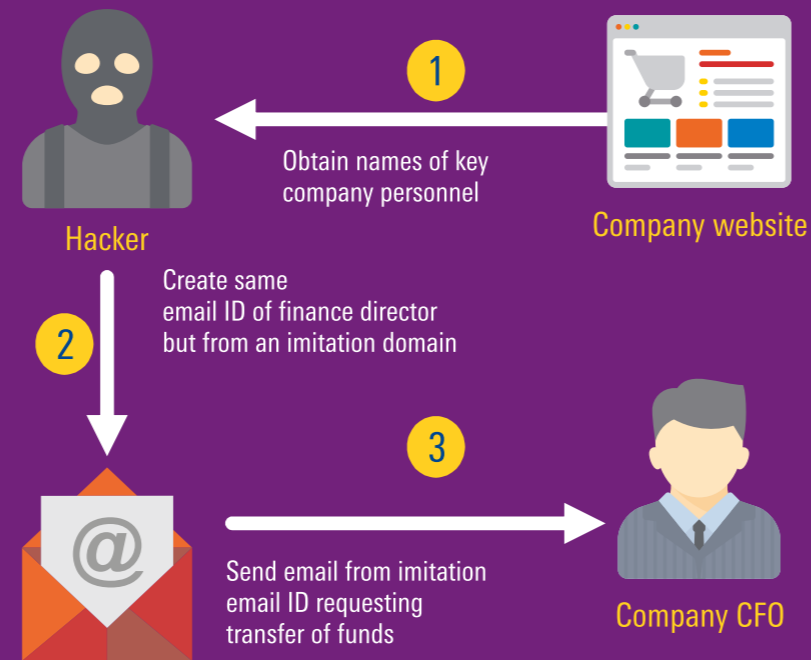 1
Obtain names of key
company personnel
Hacker
Company website
Create same
email ID of finance director
but from an imitation domain
2
3
@
Send email from imitation
email ID requesting
transfer of funds
Company CFO